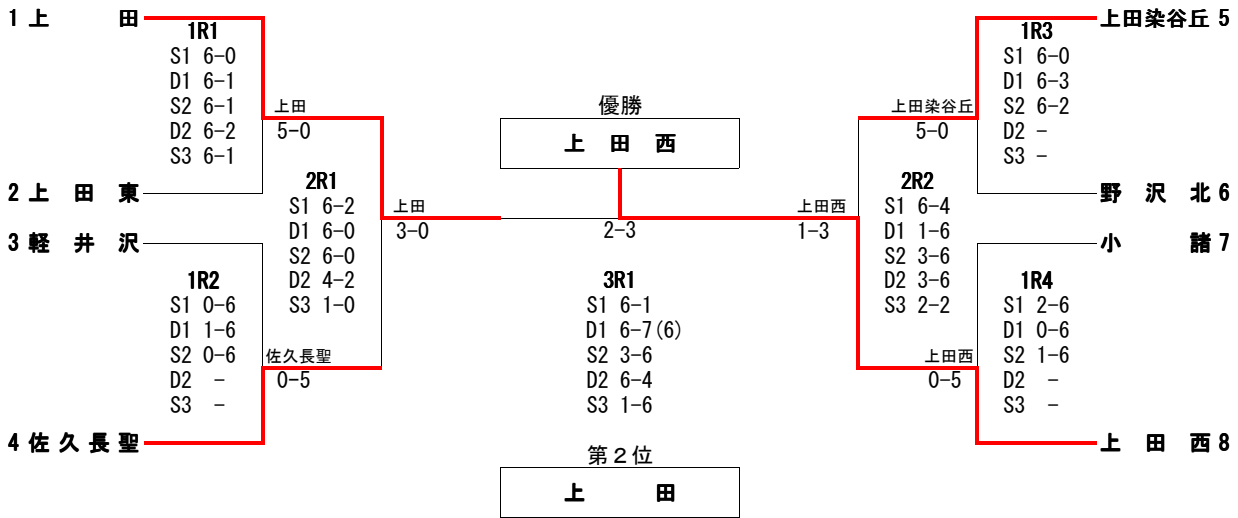 1 上 田
1R1
S1 6-0
D1 6-1
S2 6-1
D2 6-2
S3 6-1
上田
5-0
2 上 田 東
2R1
S1 6-2
D1 6-0
S2 6-0
D2 4-2
S3 1-0
上田
3-0
3 軽 井 沢
1R2
S1 0-6
D1 1-6
S2 0-6
D2 -
S3 -
佐久長聖
0-5
4 佐 久 長 聖
優勝
上 田 西
2-3
3R1
S1 6-1
D1 6-7(6)
S2 3-6
D2 6-4
S3 1-6
第2位
上 田
上田染谷丘 5
1R3
S1 6-0
D1 6-3
S2 6-2
D2 -
S3 -
上田染谷丘
5-0
野 沢 北 6
2R2
S1 6-4
D1 1-6
S2 3-6
D2 3-6
S3 2-2
上田西
1-3
小 諸 7
1R4
S1 2-6
D1 0-6
S2 1-6
D2 -
S3 -
上田西
0-5
上 田 西 8